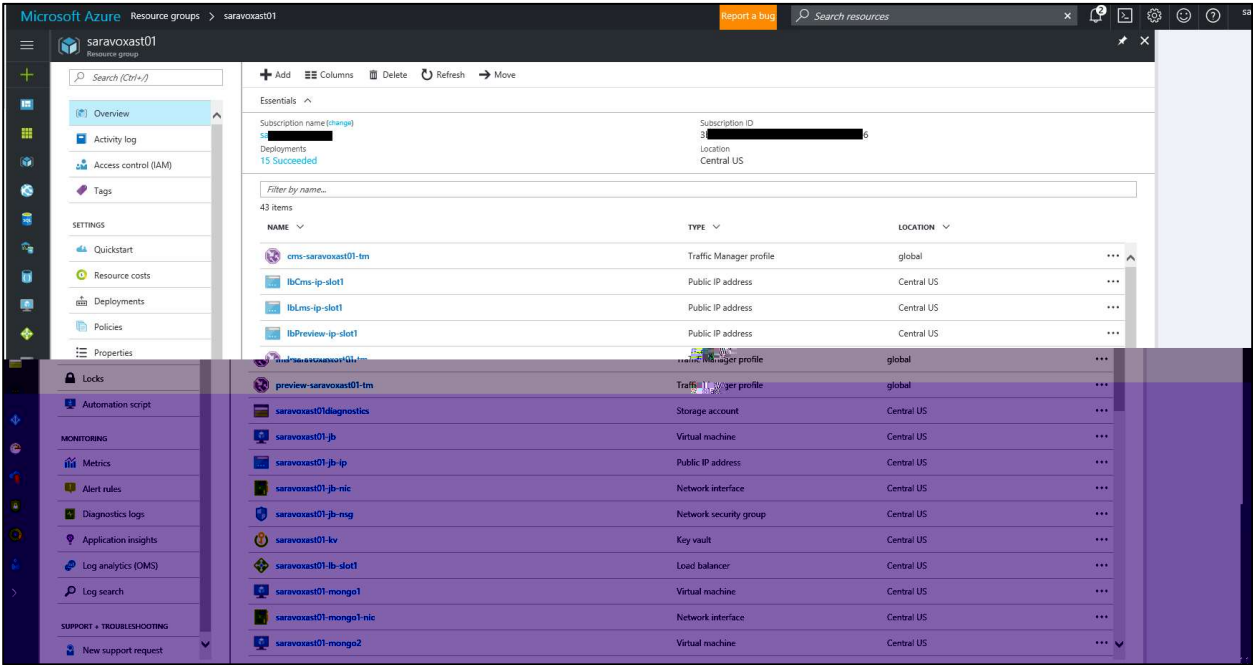 Microsoft Azure Resource groups > saravoxast01 Report a bug Search resources 2 sa
saravoxast01
Resource group
Search (Ctrl+/)
Add Columns Delete Refresh Move
Essentials
Overview
Activity log
Access control (IAM)
Tags
SETTINGS
Quickstart
Resource costs
Deployments
Policies
Properties
Locks
Automation script
MONITORING
Metrics
Alert rules
Diagnostics logs
Application insights
Log analytics (OMS)
Log search
SUPPORT + TROUBLESHOOTING
New support request
Subscription name (change) Subscription ID
sa 3 6
Deployments Location
15 Succeeded Central US
Filter by name...
43 items
NAME TYPE LOCATION
cms-saravoxast01-tm Traffic Manager profile global
lbCms-ip-slot1 Public IP address Central US
lbLms-ip-slot1 Public IP address Central US
lbPreview-ip-slot1 Public IP address Central US
profile global
preview-saravoxast01-tm profile global
saravoxast01diagnostics Storage account Central US
saravoxast01-jb Virtual machine Central US
saravoxast01-jb-ip Public IP address Central US
saravoxast01-jb-nic Network interface Central US
saravoxast01-jb-nsg Network security group Central US
saravoxast01-kv Key vault Central US
saravoxast01-lb-slot1 Load balancer Central US
saravoxast01-mongo1 Virtual machine Central US
saravoxast01-mongo1-nic Network interface Central US
saravoxast01-mongo2 Virtual machine Central US